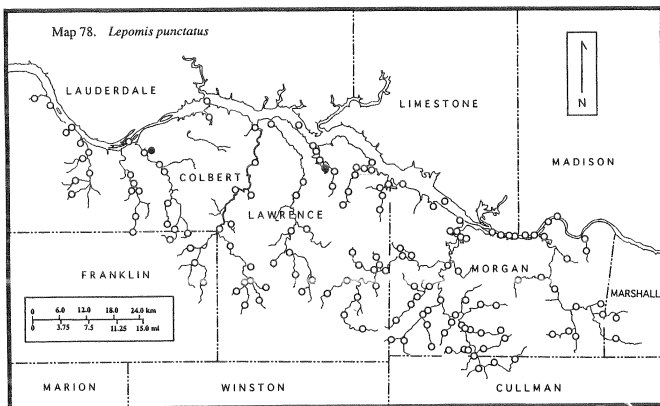 Map 78. Lepomis punctatus
LAUDERDALE
LIMESTONE
N
MADISON
COLBERT
LAWRENCE
FRANKLIN
MORGAN
MARSHALL
0 6.0 12.0 18.0 24.0 km
0 3.75 7.5 11.25 15.0 mi
MARION
WINSTON
CULLMAN